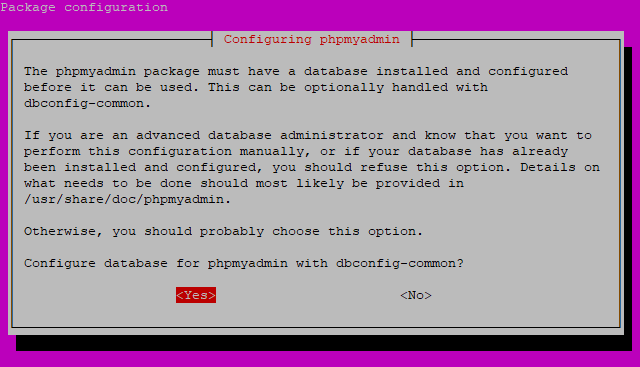 Package configuration
Configuring phpmyadmin
The phpmyadmin package must have a database installed and configured
before it can be used. This can be optionally handled with
dbconfig-common.
If you are an advanced database administrator and know that you want to
perform this configuration manually, or if your database has already
been installed and configured, you should refuse this option. Details on
what needs to be done should most likely be provided in
/usr/share/doc/phpmyadmin.
Otherwise, you should probably choose this option.
Configure database for phpmyadmin with dbconfig-common?
<Yes> <No>